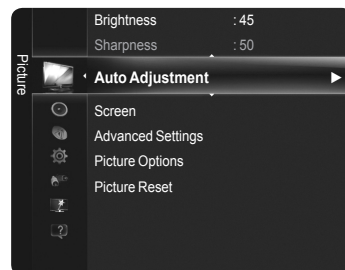 Brightness : 45
Sharpness : 50
Picture
Auto Adjustment
Screen
Advanced Settings
Picture Options
Picture Reset